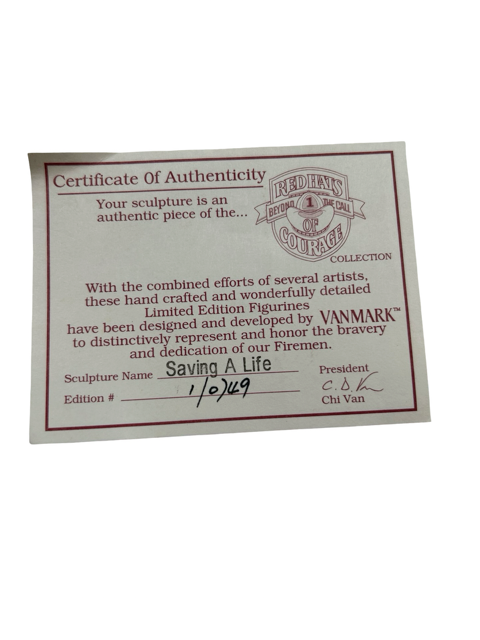 Certificate Of Authenticity
Your sculpture is an
authentic piece of the...
RED HATS
BEYOND 1 THE CALL
OF
COURAGE
COLLECTION
With the combined efforts of several artists,
these hand crafted and wonderfully detailed
Limited Edition Figurines
have been designed and developed by VANMARK™
to distinctively represent and honor the bravery
and dedication of our Firemen.
Sculpture Name Saving A Life
President
Edition #
C. D. V
Chi Van